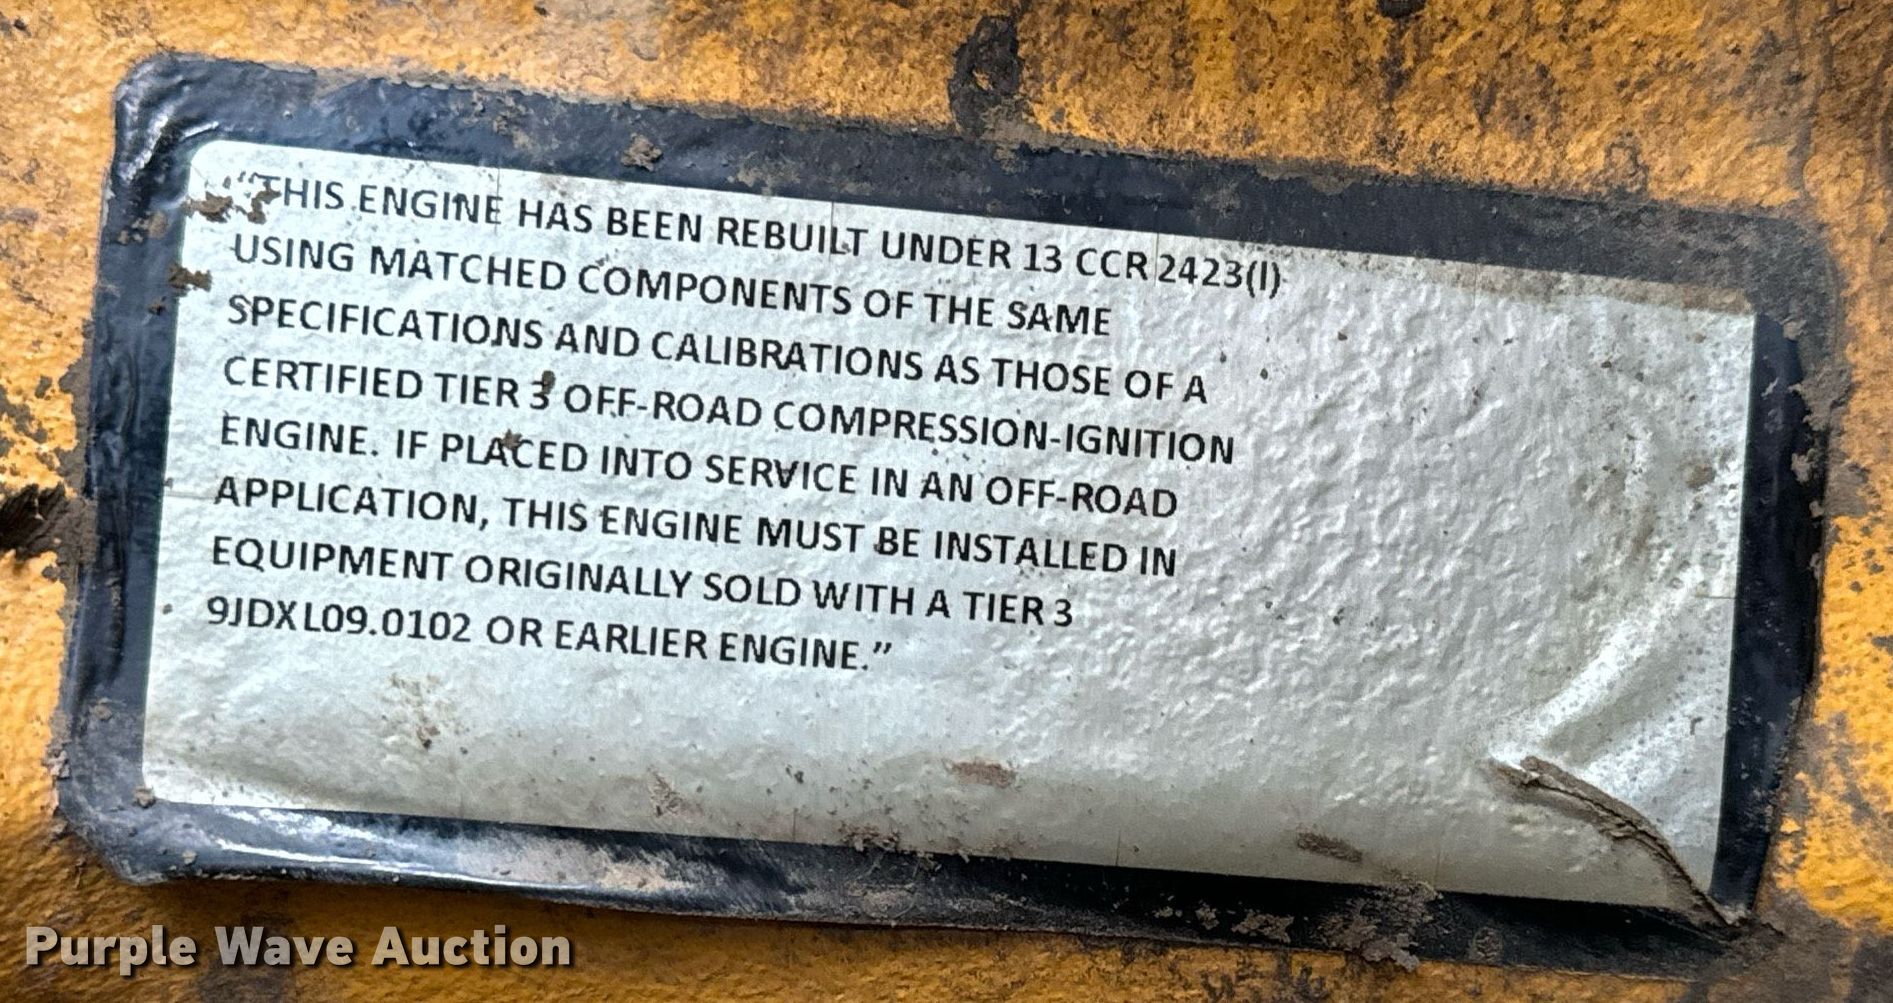 “THIS ENGINE HAS BEEN REBUILT UNDER 13 CCR 2423(l)
USING MATCHED COMPONENTS OF THE SAME
SPECIFICATIONS AND CALIBRATIONS AS THOSE OF A
CERTIFIED TIER 3 OFF-ROAD COMPRESSION-IGNITION
ENGINE. IF PLACED INTO SERVICE IN AN OFF-ROAD
APPLICATION, THIS ENGINE MUST BE INSTALLED IN
EQUIPMENT ORIGINALLY SOLD WITH A TIER 3
9JDXL09.0102 OR EARLIER ENGINE.”
Purple Wave Auction